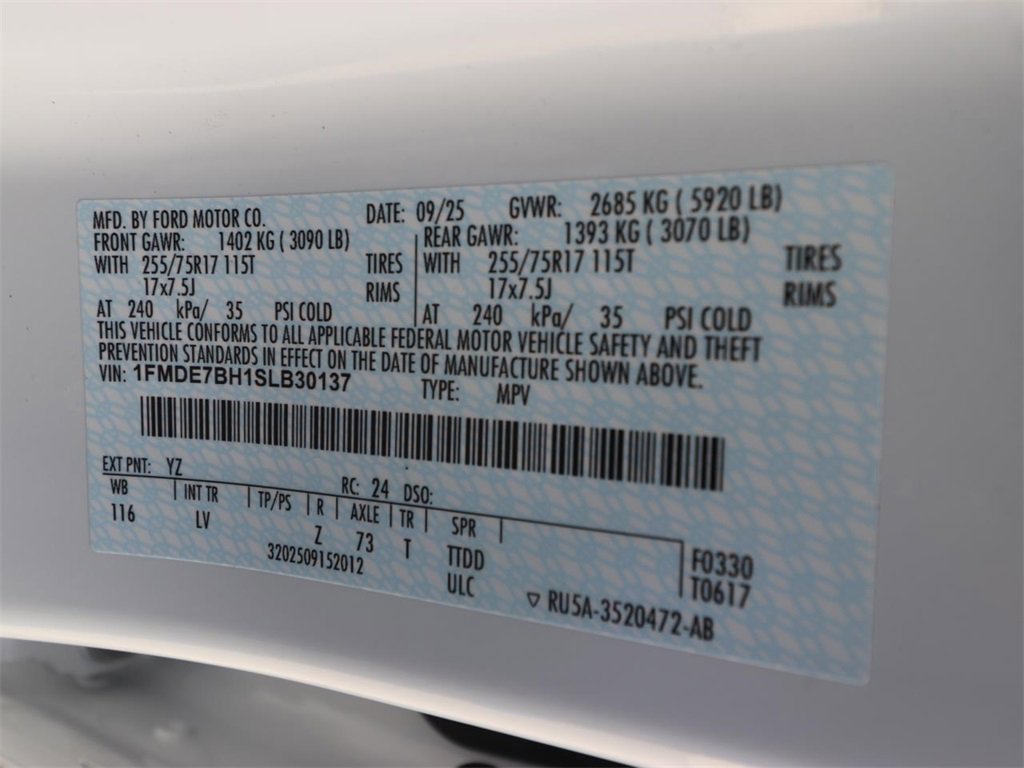 MFD. BY FORD MOTOR CO. DATE: 09/25 GVWR: 2685 KG ( 5920 LB)
FRONT GAWR: 1402 KG ( 3090 LB) REAR GAWR: 1393 KG ( 3070 LB)
WITH 255/75R17 115T TIRES WITH 255/75R17 115T TIRES
17x7.5J RIMS 17x7.5J RIMS
AT 240 kPa/ 35 PSI COLD AT 240 kPa/ 35 PSI COLD
THIS VEHICLE CONFORMS TO ALL APPLICABLE FEDERAL MOTOR VEHICLE SAFETY AND THEFT
PREVENTION STANDARDS IN EFFECT ON THE DATE OF MANUFACTURE SHOWN ABOVE.
VIN: 1FMDE7BH1SLB30137 TYPE: MPV
EXT PNT: YZ RC: 24 DSO:
WB INT TR TP/PS R AXLE TR SPR
116 LV Z 73 T TTDD F0330
3202509152012 ULC T0617
▽ RU5A-3520472-AB